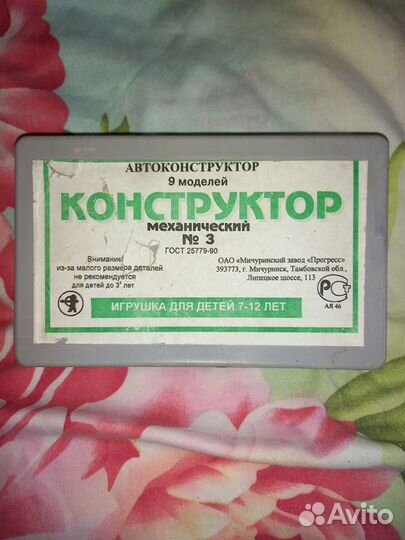 АВТОКОНСТРУКТОР
9 моделей
КОНСТРУКТОР
механический
№ 3
ГОСТ 25779-90
Внимание
из-за малого размера деталей
не рекомендуется
для детей до 3х лет
ОАО «Мичуринский завод «Прогресс»
393773, г. Мичуринск, Тамбовской обл.,
Липецкое шоссе, 113
ИГРУШКА ДЛЯ ДЕТЕЙ 7-12 ЛЕТ
РСТ
АЯ 46
Avito